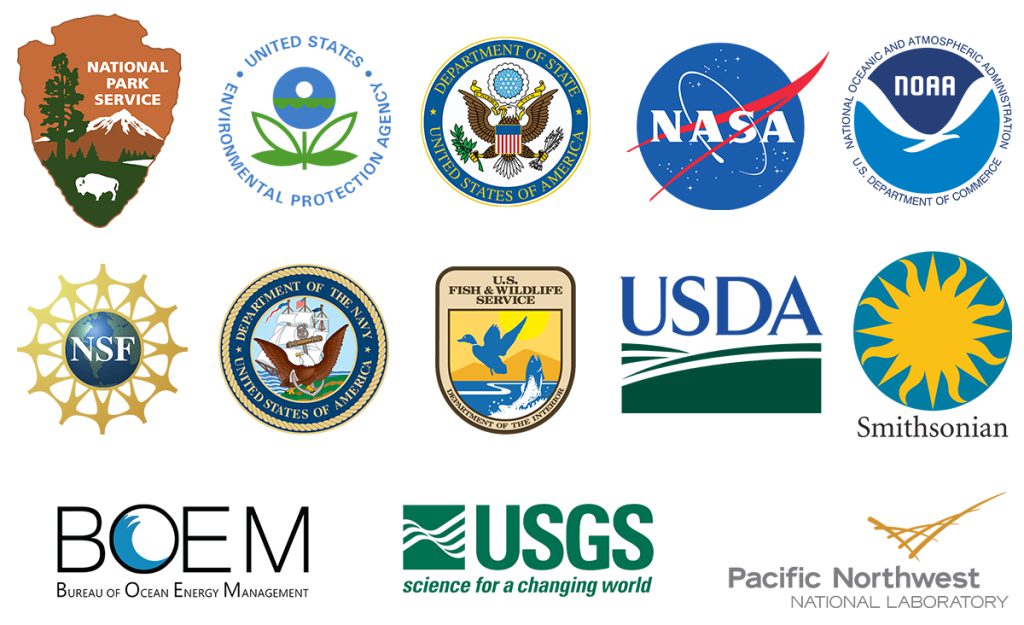 NATIONAL
PARK
SERVICE
UNITED STATES
ENVIRONMENTAL PROTECTION AGENCY
DEPARTMENT OF STATE
UNITED STATES OF AMERICA
NASA
NATIONAL OCEANIC AND ATMOSPHERIC ADMINISTRATION
NOAA
U.S. DEPARTMENT OF COMMERCE
NSF
DEPARTMENT OF THE NAVY
UNITED STATES OF AMERICA
U.S.
FISH & WILDLIFE
SERVICE
DEPARTMENT OF THE INTERIOR
USDA
Smithsonian
BOEM
BUREAU OF OCEAN ENERGY MANAGEMENT
USGS
science for a changing world
Pacific Northwest
NATIONAL LABORATORY